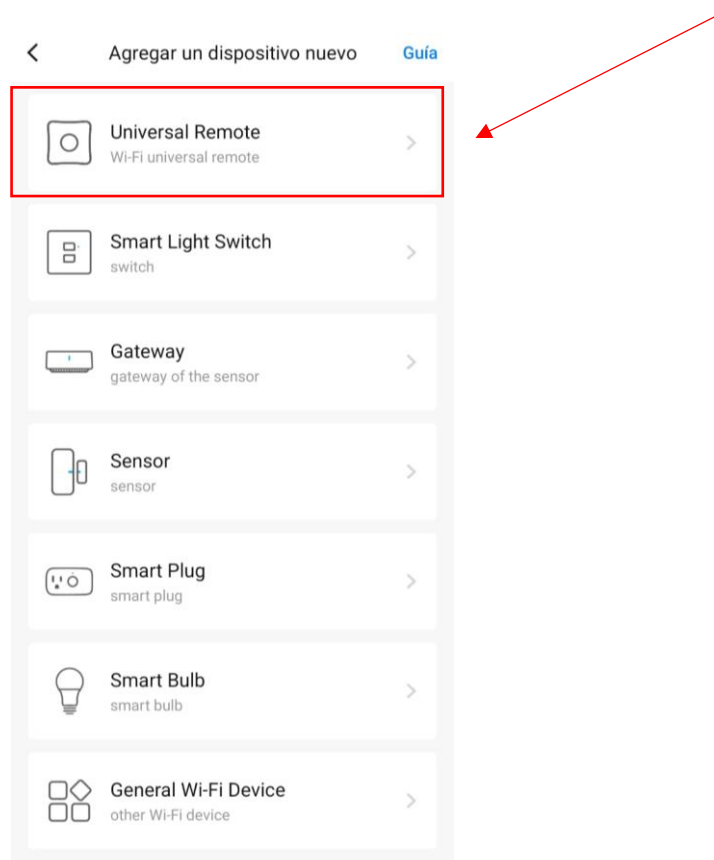 Agregar un dispositivo nuevo Guía
Universal Remote
Wi-Fi universal remote
Smart Light Switch
switch
Gateway
gateway of the sensor
Sensor
sensor
Smart Plug
smart plug
Smart Bulb
smart bulb
General Wi-Fi Device
other Wi-Fi device